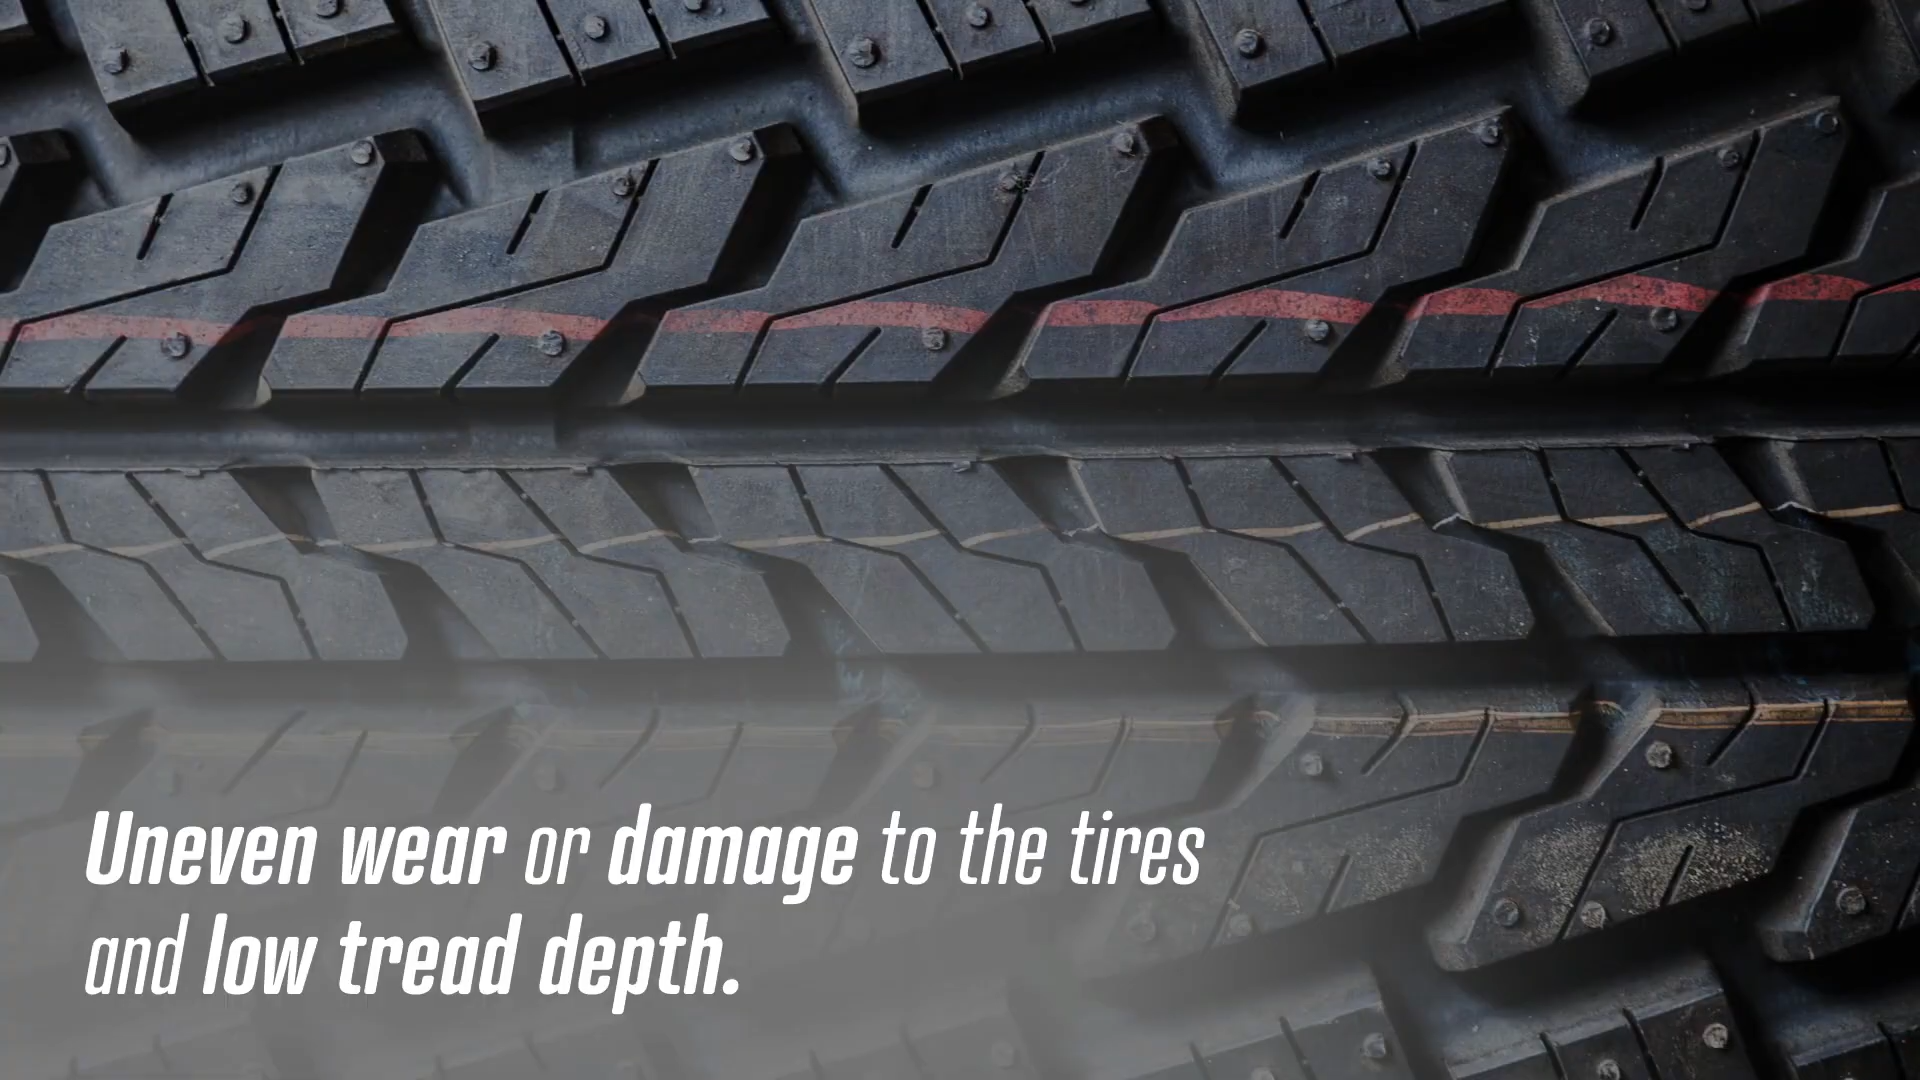 Uneven wear or damage to the tires
and low tread depth.